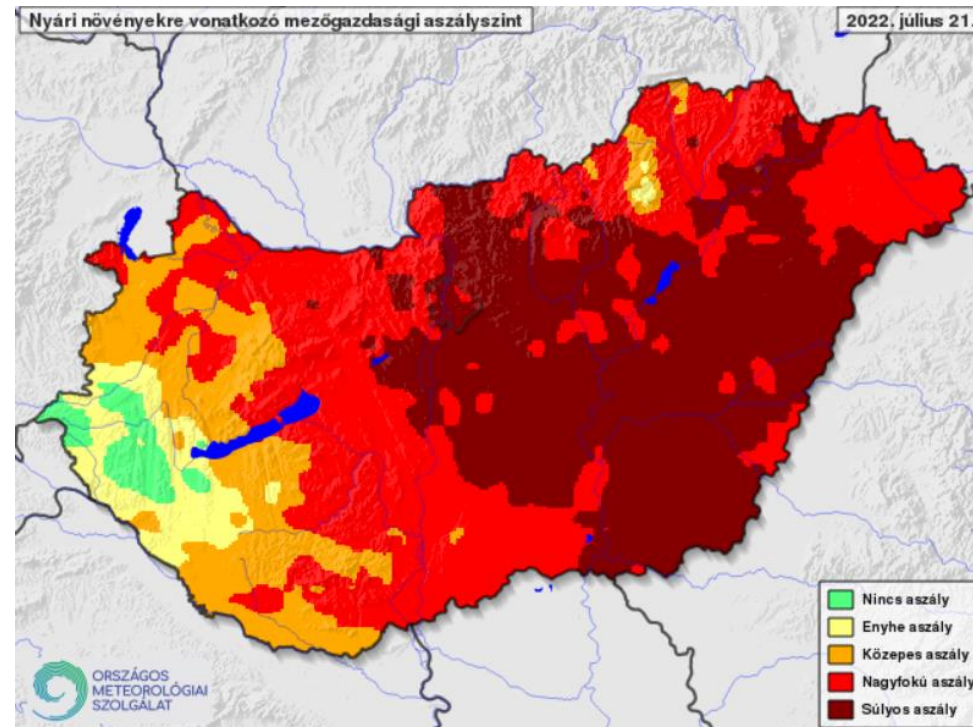 Nyári növényekre vonatkozó mezőgazdasági aszályszint
2022. július 21.
Nincs aszály
Enyhe aszály
Közepes aszály
Nagyfokú aszály
Súlyos aszály
ORSZÁGOS
METEOROLÓGIAI
SZOLGÁLAT